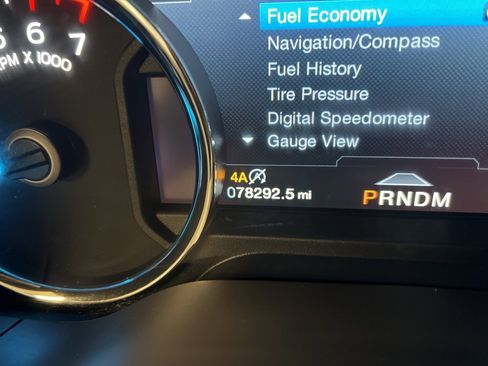 Fuel Economy
Navigation/Compass
Fuel History
Tire Pressure
Digital Speedometer
Gauge View
6 7
PM X 1000
4A
078292.5 mi
PRNDM